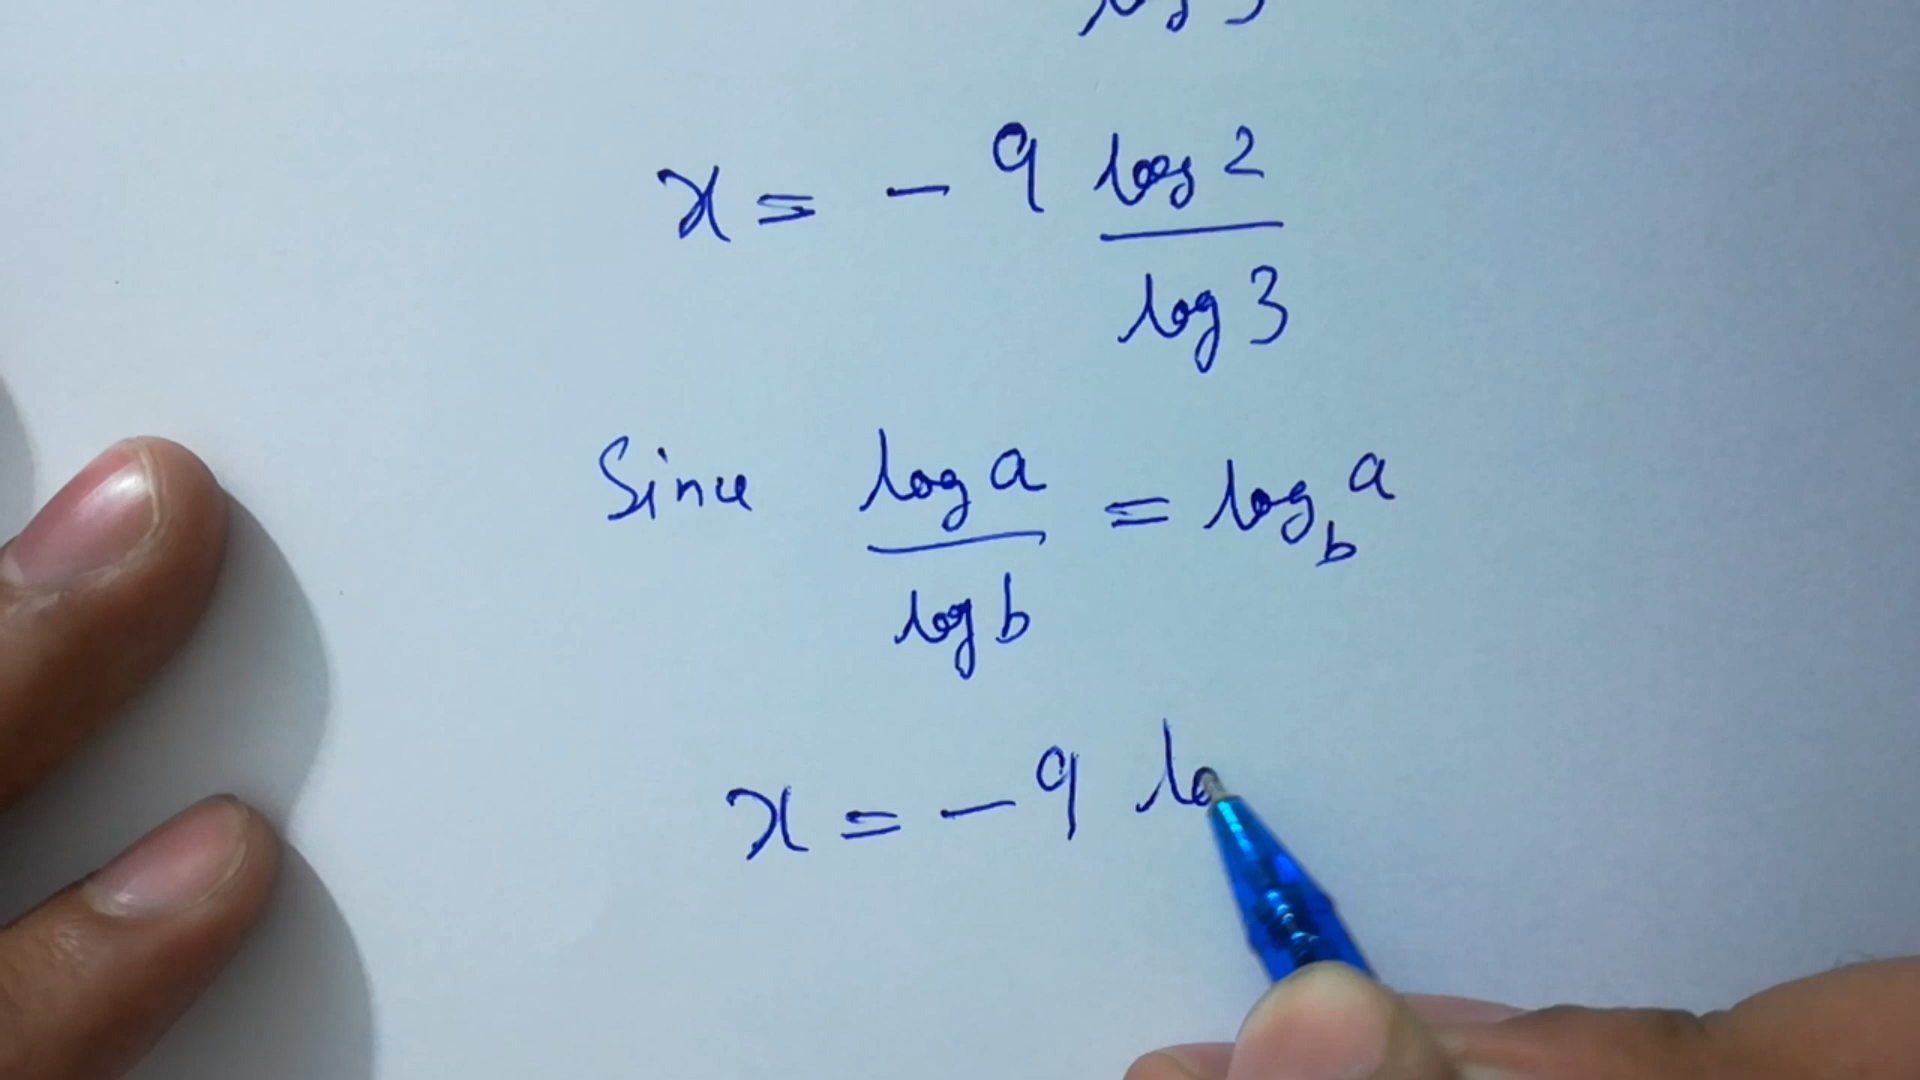 x = - 9 log 2 / log 3
Since log a / log b = log_b a
x = - 9 lo